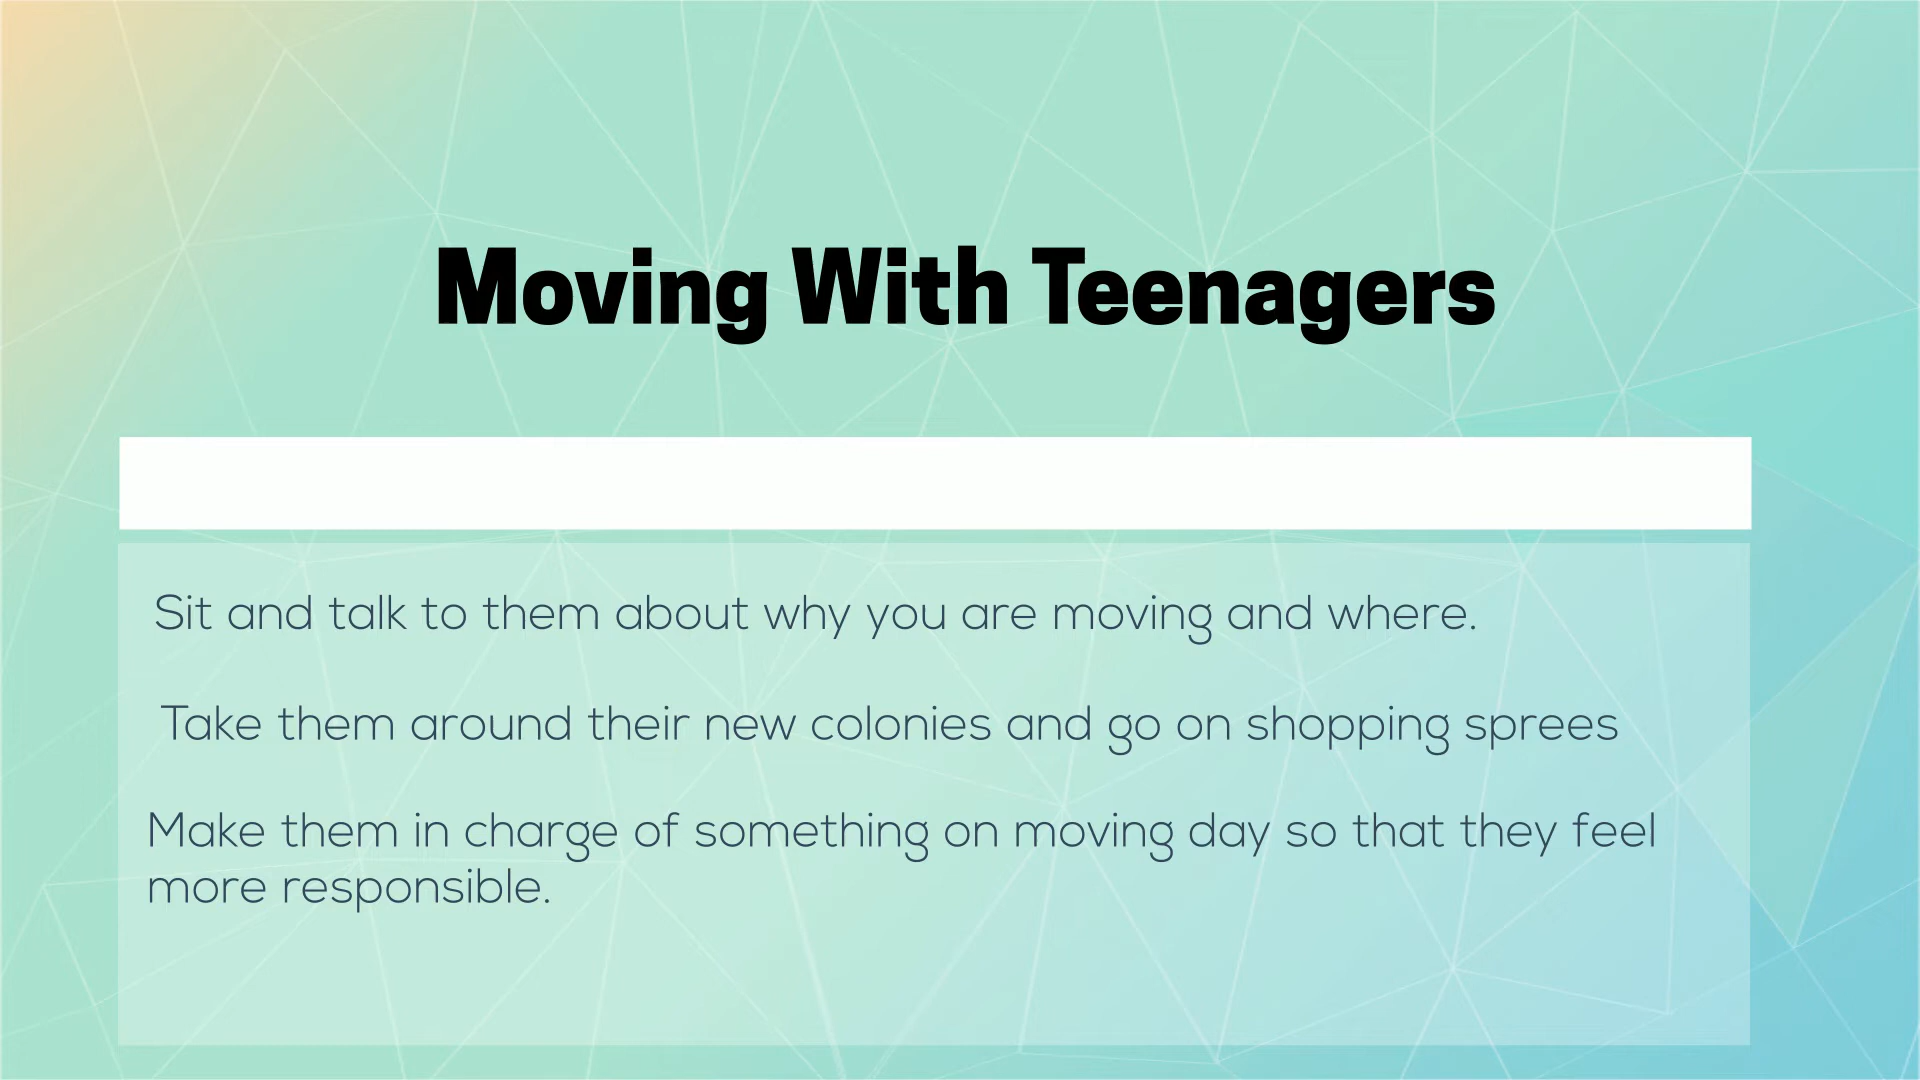 Moving With Teenagers
Sit and talk to them about why you are moving and where.
Take them around their new colonies and go on shopping sprees
Make them in charge of something on moving day so that they feel
more responsible.